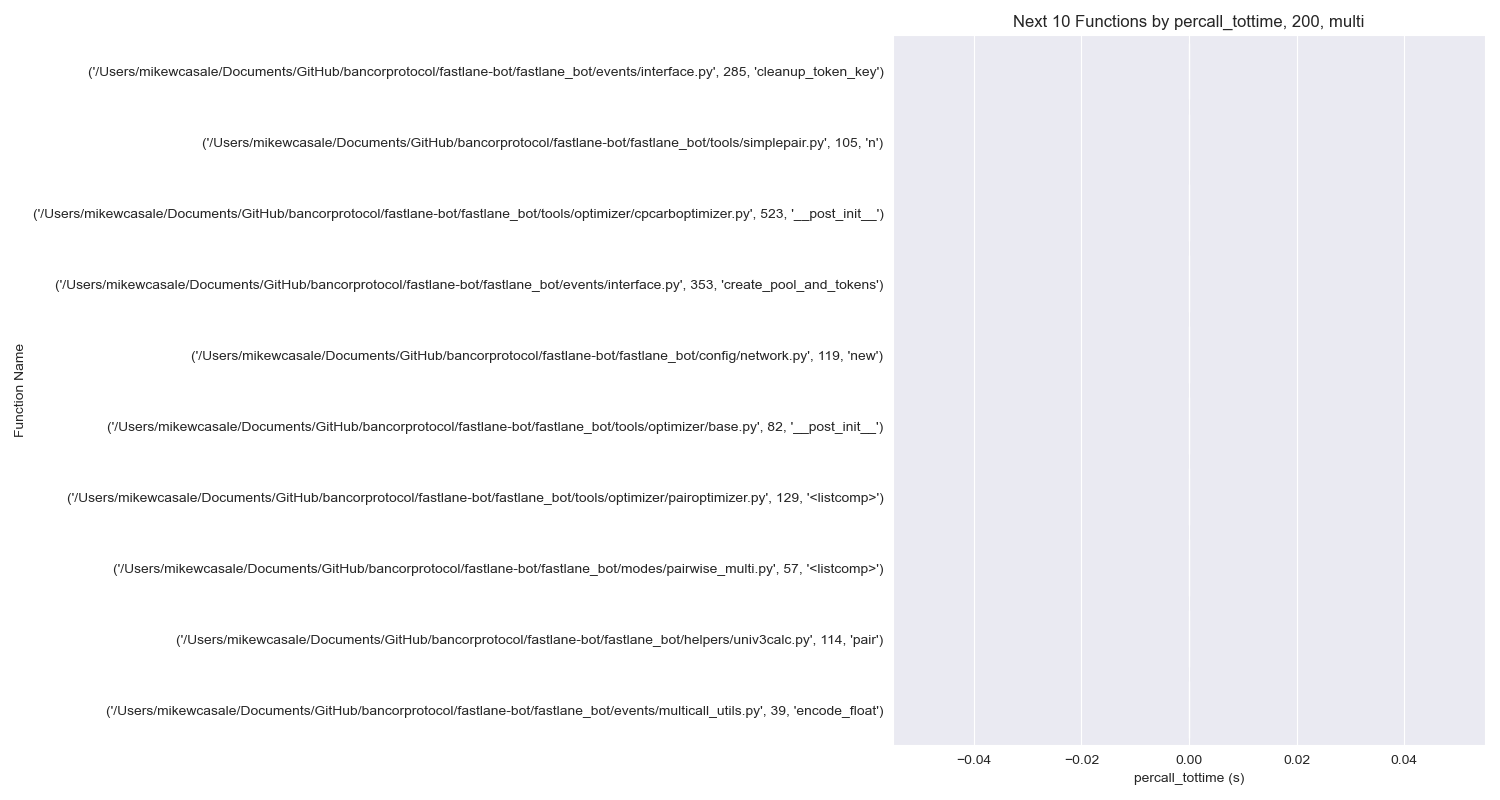 Next 10 Functions by percall_tottime, 200, multi
('/Users/mikewcasale/Documents/GitHub/bancorprotocol/fastlane-bot/fastlane_bot/events/interface.py', 285, 'cleanup_token_key')
('/Users/mikewcasale/Documents/GitHub/bancorprotocol/fastlane-bot/fastlane_bot/tools/simplepair.py', 105, 'n')
('/Users/mikewcasale/Documents/GitHub/bancorprotocol/fastlane-bot/fastlane_bot/tools/optimizer/cpcarboptimizer.py', 523, '__post_init__')
('/Users/mikewcasale/Documents/GitHub/bancorprotocol/fastlane-bot/fastlane_bot/events/interface.py', 353, 'create_pool_and_tokens')
('/Users/mikewcasale/Documents/GitHub/bancorprotocol/fastlane-bot/fastlane_bot/config/network.py', 119, 'new')
('/Users/mikewcasale/Documents/GitHub/bancorprotocol/fastlane-bot/fastlane_bot/tools/optimizer/base.py', 82, '__post_init__')
('/Users/mikewcasale/Documents/GitHub/bancorprotocol/fastlane-bot/fastlane_bot/tools/optimizer/pairoptimizer.py', 129, '<listcomp>')
('/Users/mikewcasale/Documents/GitHub/bancorprotocol/fastlane-bot/fastlane_bot/modes/pairwise_multi.py', 57, '<listcomp>')
('/Users/mikewcasale/Documents/GitHub/bancorprotocol/fastlane-bot/fastlane_bot/helpers/univ3calc.py', 114, 'pair')
('/Users/mikewcasale/Documents/GitHub/bancorprotocol/fastlane-bot/fastlane_bot/events/multicall_utils.py', 39, 'encode_float')
Function Name
−0.04 −0.02 0.00 0.02 0.04
percall_tottime (s)